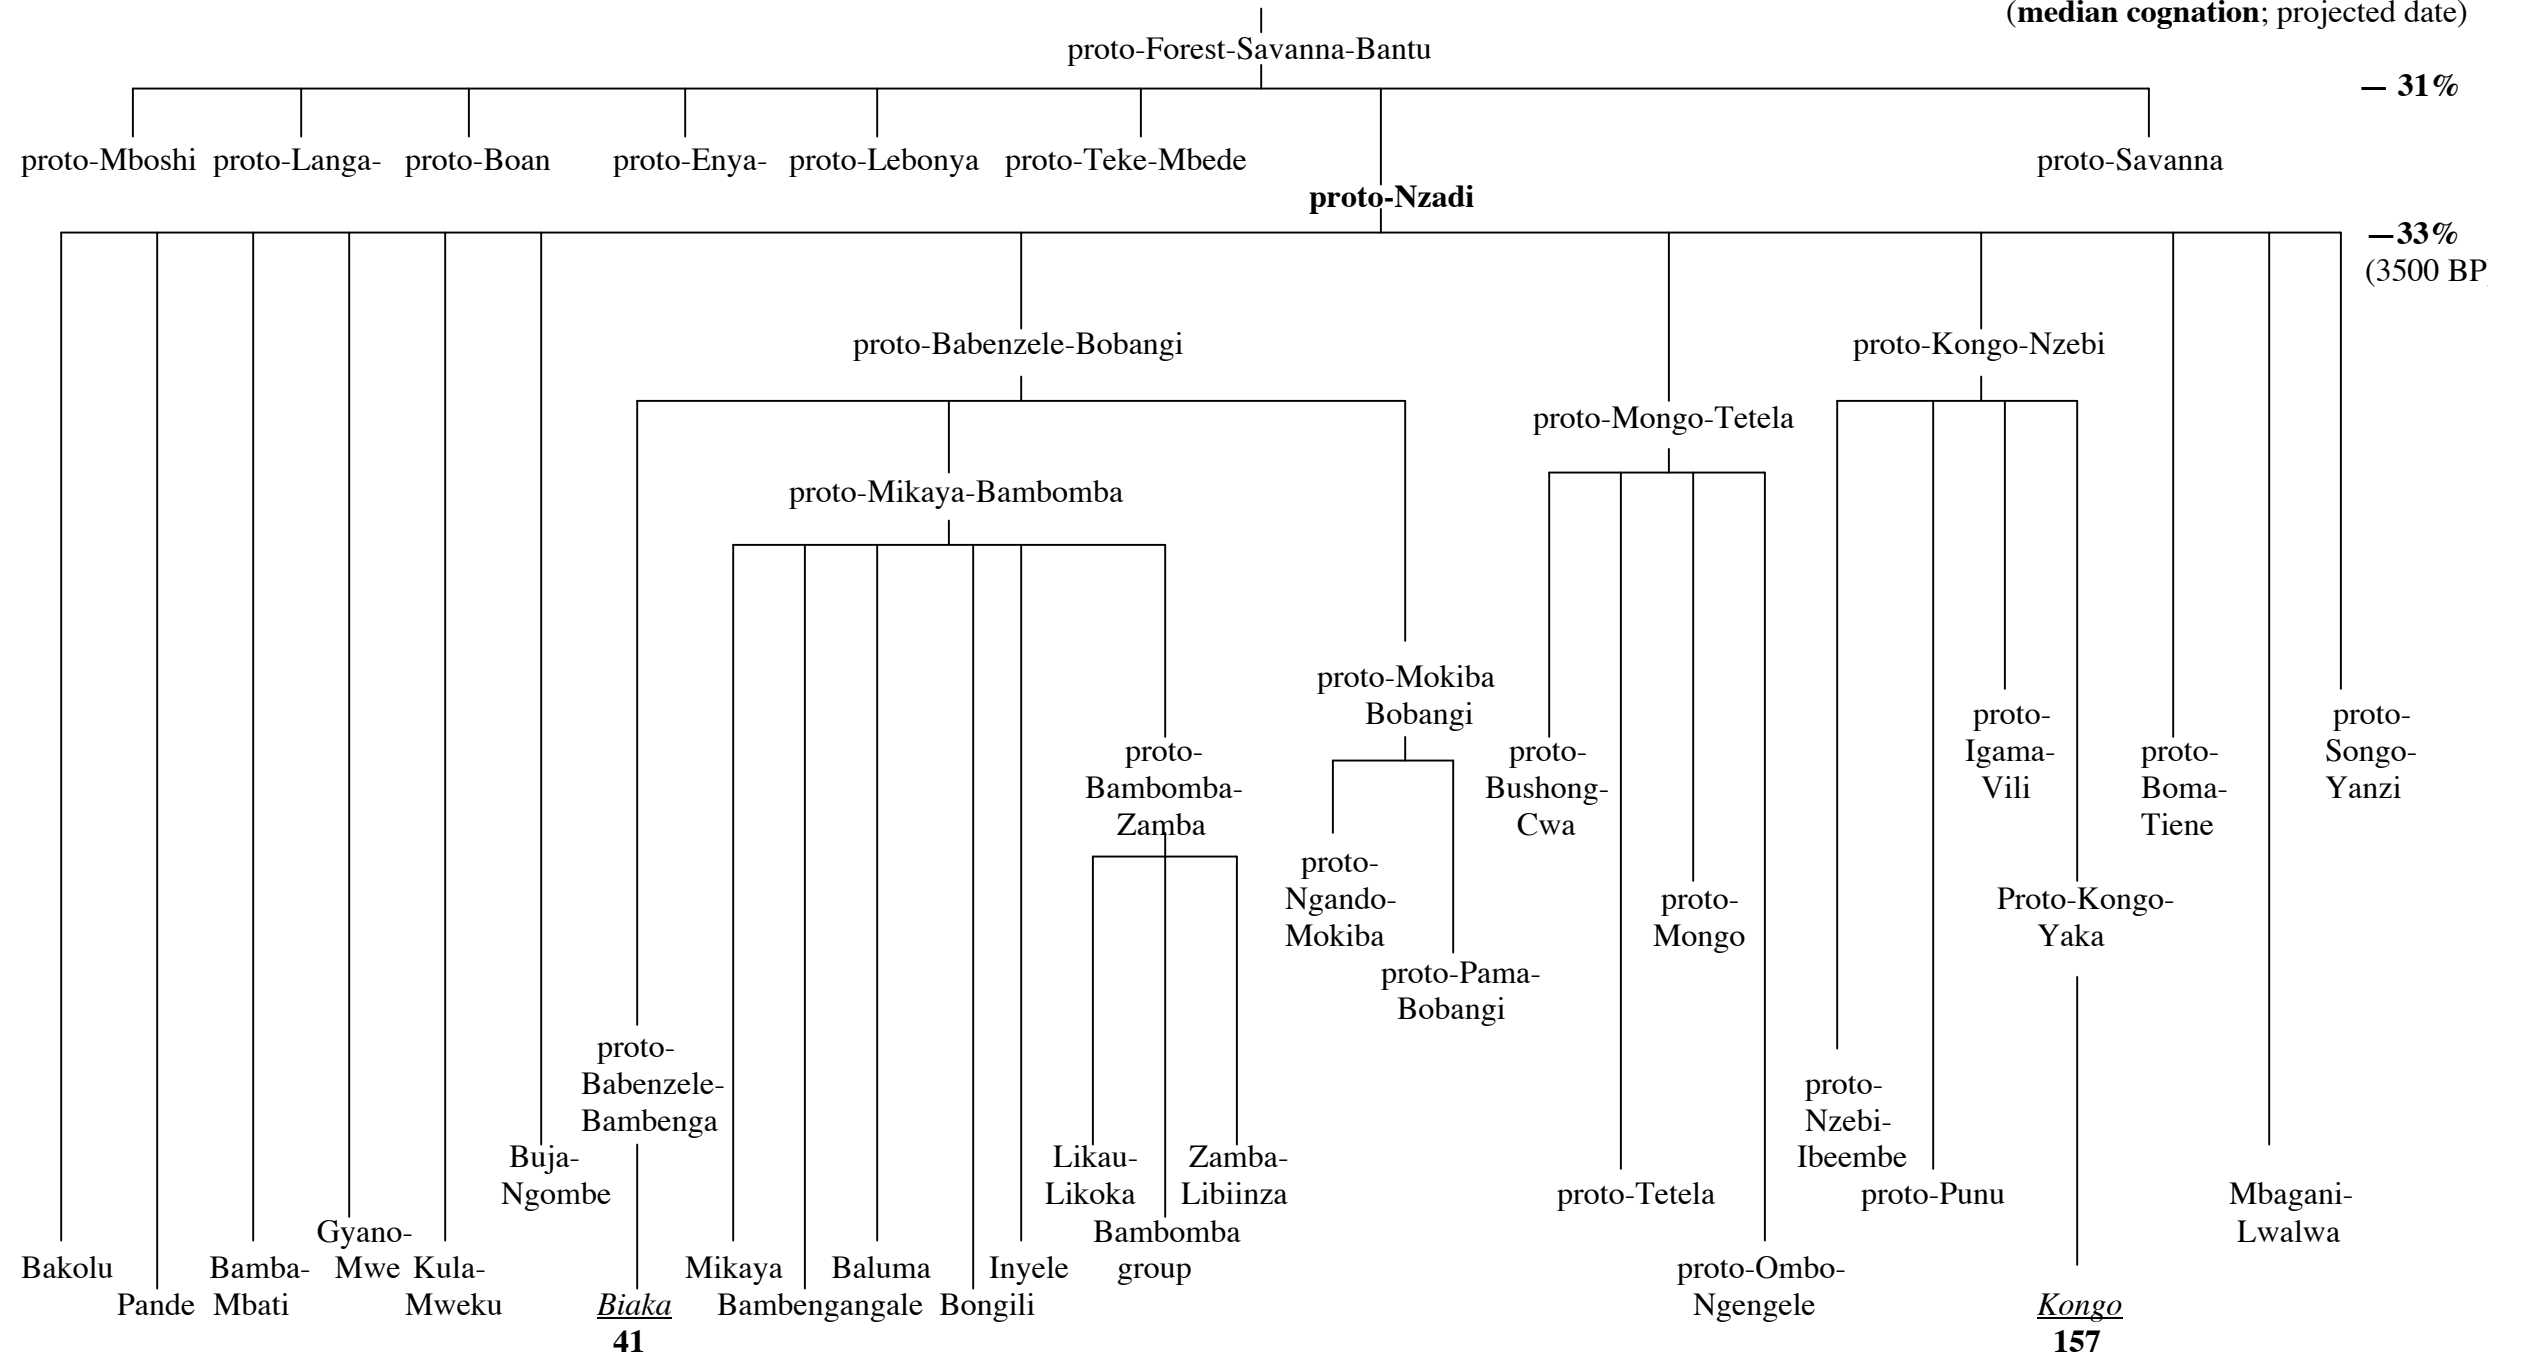 (median cognation; projected date)
proto-Forest-Savanna-Bantu
— 31%
proto-Mboshi proto-Langa- proto-Boan proto-Enya- proto-Lebonya proto-Teke-Mbede proto-Savanna
proto-Nzadi
—33%
(3500 BP
proto-Babenzele-Bobangi
proto-Kongo-Nzebi
proto-Mongo-Tetela
proto-Mikaya-Bambomba
proto-Mokiba
Bobangi
proto-
Bambomba-
Zamba
proto-
Bushong-
Cwa
proto-
Igama-
Vili
proto-
Boma-
Tiene
proto-
Songo-
Yanzi
proto-
Ngando-
Mokiba
proto-
Mongo
Proto-Kongo-
Yaka
proto-Pama-
Bobangi
proto-
Babenzele-
Bambenga
proto-
Nzebi-
Ibeembe
Buja-
Ngombe
Likau-
Likoka
Zamba-
Libiinza
proto-Tetela
proto-Punu
Mbagani-
Lwalwa
Bakolu
Pande
Bamba-
Mbati
Gyano-
Mwe
Kula-
Mweku
Biaka
41
Mikaya
Bambengangale
Baluma
Bongili
Inyele
Bambomba
group
proto-Ombo-
Ngengele
Kongo
157